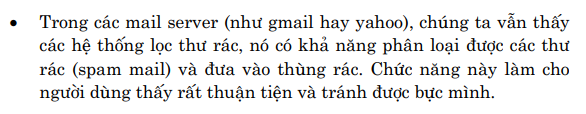 • Trong các mail server (như gmail hay yahoo), chúng ta vẫn thấy
các hệ thống lọc thư rác, nó có khả năng phân loại được các thư
rác (spam mail) và đưa vào thùng rác. Chức năng này làm cho
người dùng thấy rất thuận tiện và tránh được bực mình.